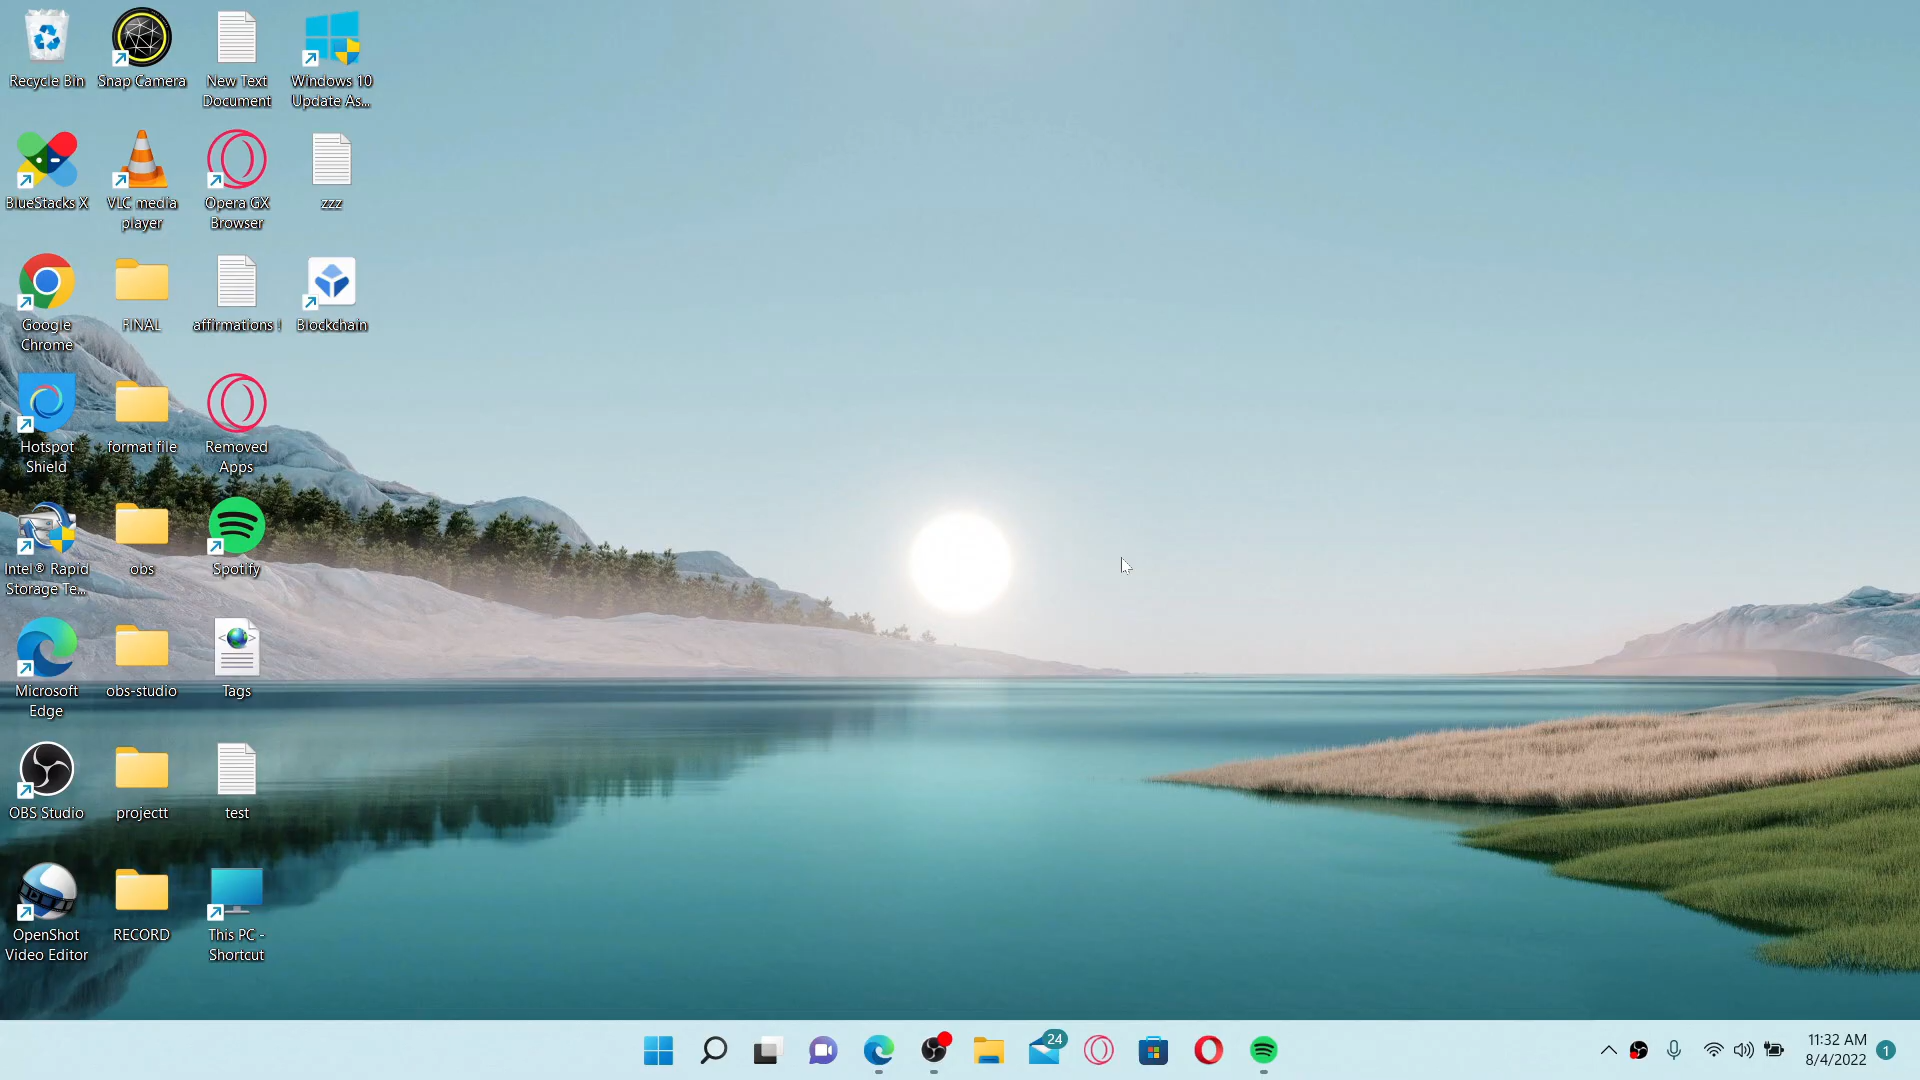 Recycle Bin
Snap Camera
New Text
Document
Windows 10
Update As...
BlueStacks X
VLC media
player
Opera GX
Browser
zzz
Google
Chrome
FINAL
affirmations !
Blockchain
Hotspot
Shield
format file
Removed
Apps
Intel® Rapid
Storage Te...
obs
Spotify
Microsoft
Edge
obs-studio
Tags
OBS Studio
projectt
test
OpenShot
Video Editor
RECORD
This PC -
Shortcut
24
11:32 AM
8/4/2022
1